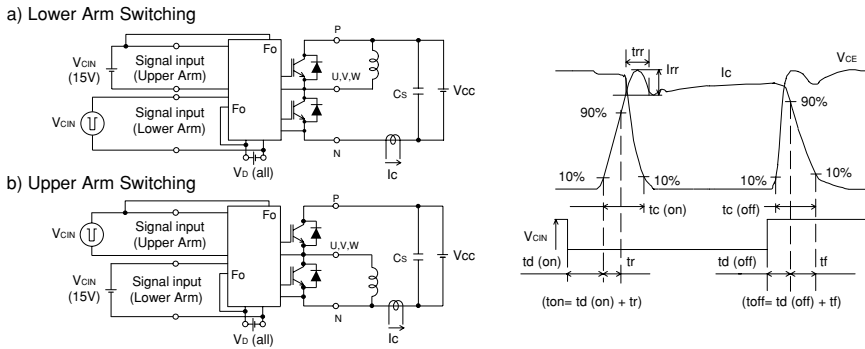 a) Lower Arm Switching
P
Fo
Signal input
(Upper Arm)
VCIN
(15V)
U,V,W
CS
Vcc
Signal input
(Lower Arm)
VCIN
Fo
N
VD (all)
Ic
b) Upper Arm Switching
P
Fo
Signal input
(Upper Arm)
VCIN
U,V,W
CS
Vcc
VCIN
(15V)
Signal input
(Lower Arm)
Fo
N
VD (all)
Ic
trr
Irr
Ic
VCE
90%
90%
10%
10%
10%
10%
tc (on)
tc (off)
VCIN
td (on)
tr
td (off)
tf
(ton= td (on) + tr)
(toff= td (off) + tf)